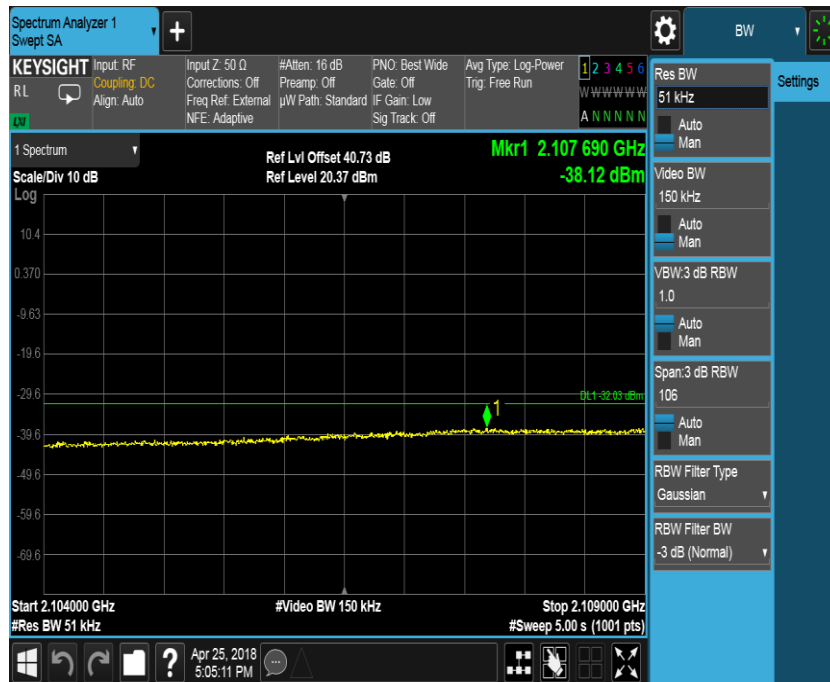 Spectrum Analyzer 1
Swept SA
+
BW
KEYSIGHT
RL
LXI
Input: RF
Coupling: DC
Align: Auto
Input Z: 50 Ω
Corrections: Off
Freq Ref: External
NFE: Adaptive
#Atten: 16 dB
Preamp: Off
µW Path: Standard
PNO: Best Wide
Gate: Off
IF Gain: Low
Sig Track: Off
Avg Type: Log-Power
Trig: Free Run
1 2 3 4 5 6
W W W W W W
A N N N N N
1 Spectrum
Scale/Div 10 dB
Ref Lvl Offset 40.73 dB
Ref Level 20.37 dBm
Mkr1 2.107 690 GHz
-38.12 dBm
Log
10.4
0.370
-9.63
-19.6
-29.6
-39.6
-49.6
-59.6
-69.6
DL1 -32.03 dBm
1
Start 2.104000 GHz
#Res BW 51 kHz
#Video BW 150 kHz
Stop 2.109000 GHz
#Sweep 5.00 s (1001 pts)
Res BW
51 kHz
Auto
Man
Video BW
150 kHz
Auto
Man
VBW:3 dB RBW
1.0
Auto
Man
Span:3 dB RBW
106
Auto
Man
RBW Filter Type
Gaussian
RBW Filter BW
-3 dB (Normal)
Settings
?
Apr 25, 2018
5:05:11 PM